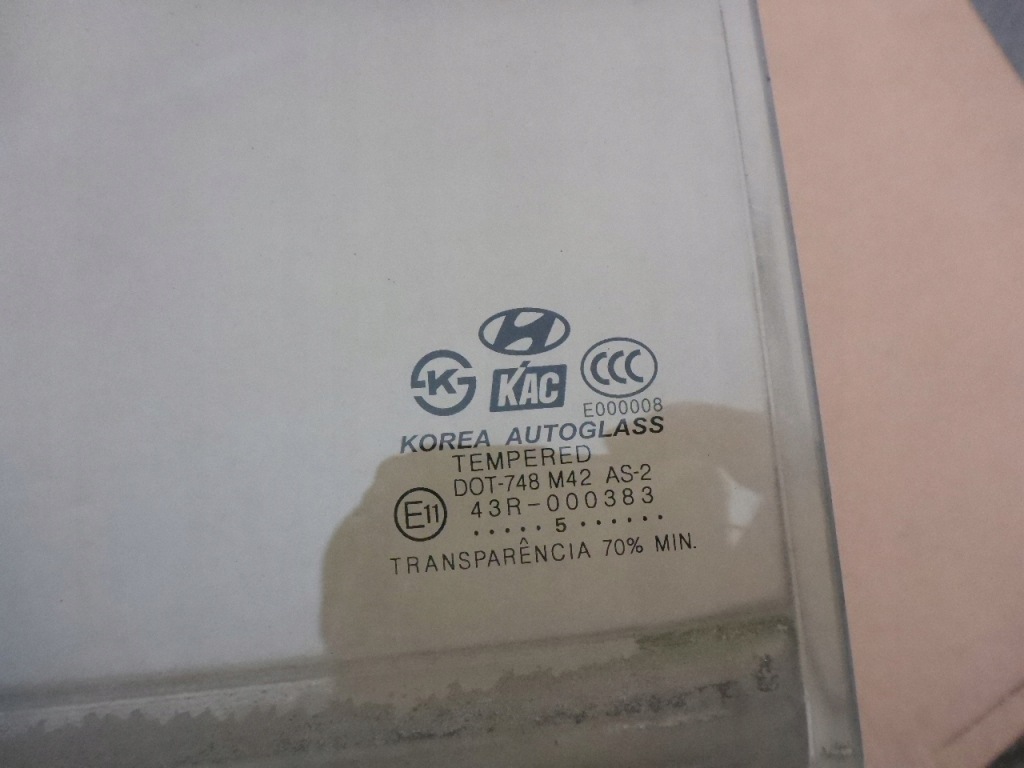 KAC
CCC
E000008
KOREA AUTOGLASS
TEMPERED
DOT-748 M42 AS-2
E11
43R-000383
..... 5 ......
TRANSPARÊNCIA 70% MIN.